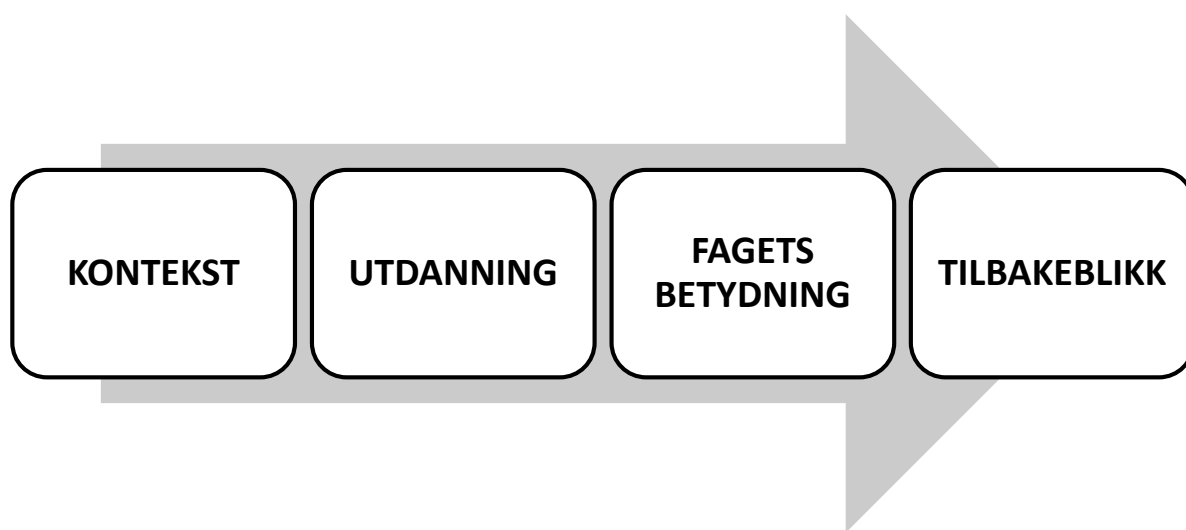 KONTEKST
UTDANNING
FAGETS
BETYDNING
TILBAKEBLIKK